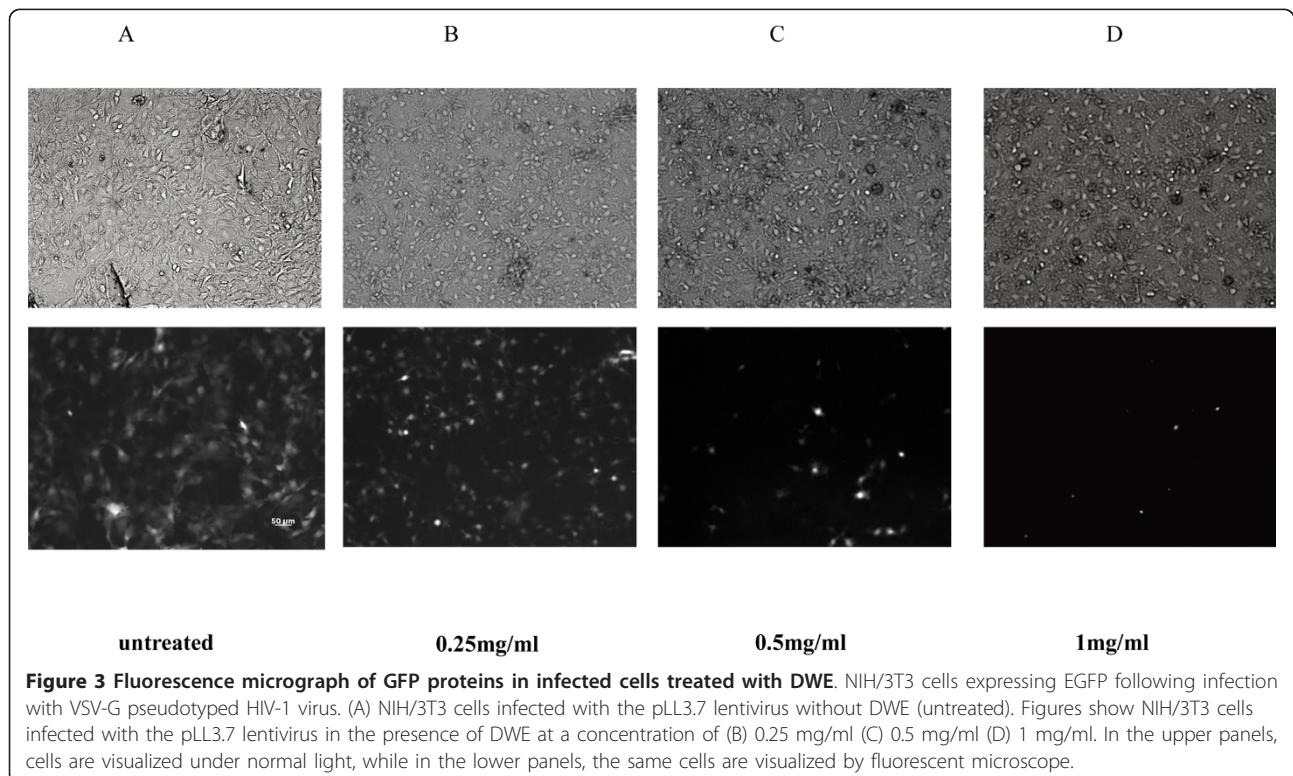 A B C D
50 µm
untreated 0.25mg/ml 0.5mg/ml 1mg/ml
Figure 3 Fluorescence micrograph of GFP proteins in infected cells treated with DWE. NIH/3T3 cells expressing EGFP following infection
with VSV-G pseudotyped HIV-1 virus. (A) NIH/3T3 cells infected with the pLL3.7 lentivirus without DWE (untreated). Figures show NIH/3T3 cells
infected with the pLL3.7 lentivirus in the presence of DWE at a concentration of (B) 0.25 mg/ml (C) 0.5 mg/ml (D) 1 mg/ml. In the upper panels,
cells are visualized under normal light, while in the lower panels, the same cells are visualized by fluorescent microscope.